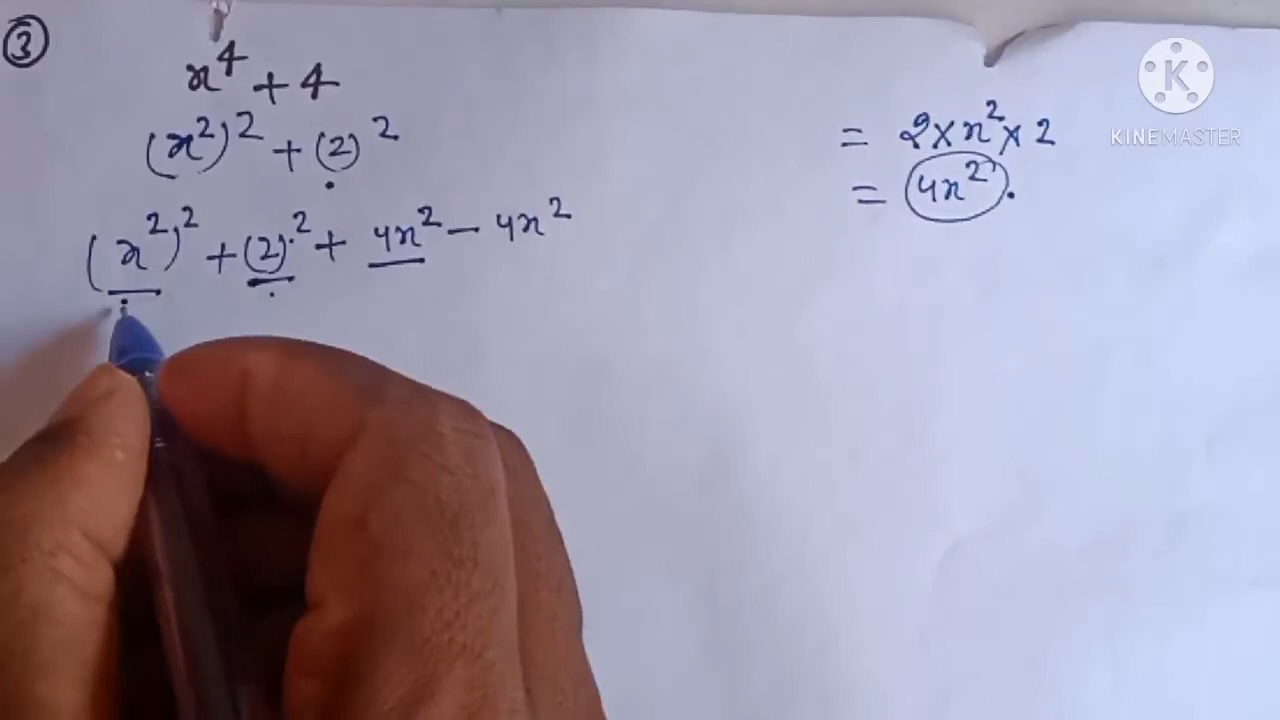 ③
x⁴ + 4
(x²)² + (2)²
(x²)² + (2)² + 4x² - 4x²
= 2×x²×2
= 4x².
K
KINEMASTER